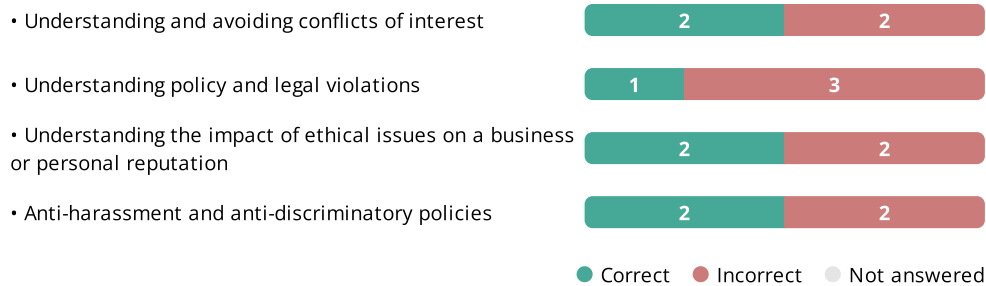 • Understanding and avoiding conflicts of interest 2 2
• Understanding policy and legal violations 1 3
• Understanding the impact of ethical issues on a business
or personal reputation 2 2
• Anti-harassment and anti-discriminatory policies 2 2
Correct Incorrect Not answered